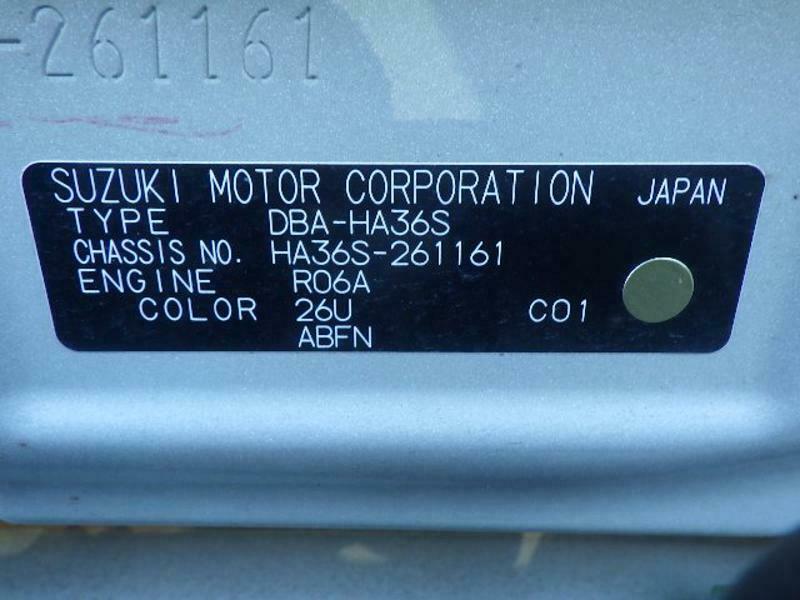 -261161
SUZUKI MOTOR CORPORATION JAPAN
TYPE DBA-HA36S
CHASSIS NO. HA36S-261161
ENGINE R06A
COLOR 26U C01
ABFN